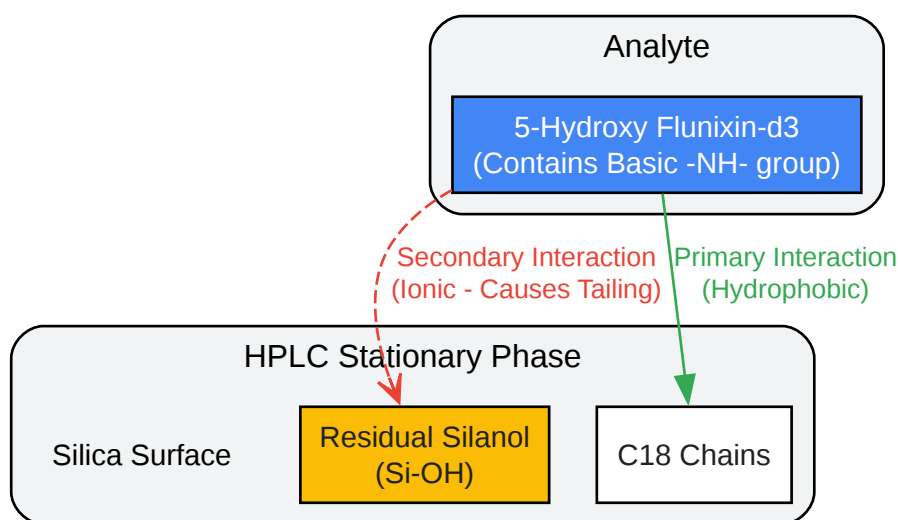 Analyte
5-Hydroxy Flunixin-d3
(Contains Basic -NH- group)
Secondary Interaction
(Ionic - Causes Tailing)
Primary Interaction
(Hydrophobic)
HPLC Stationary Phase
Silica Surface
Residual Silanol
(Si-OH)
C18 Chains